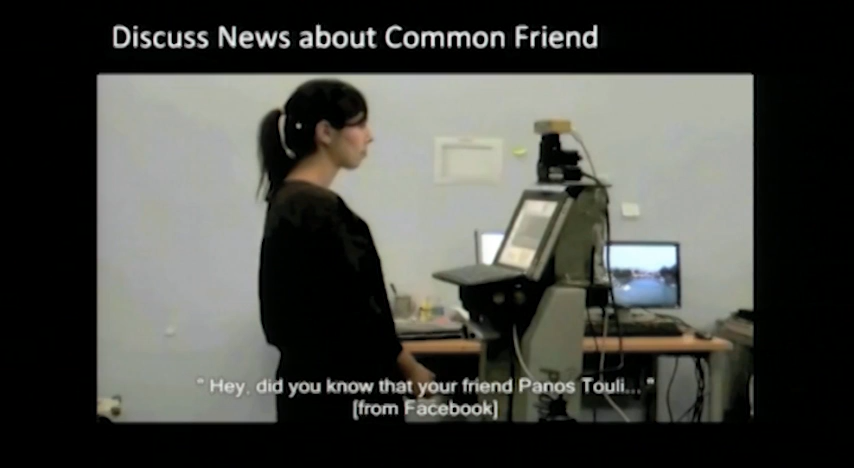 Discuss News about Common Friend
" Hey, did you know that your friend Panos Touli... "
[from Facebook]